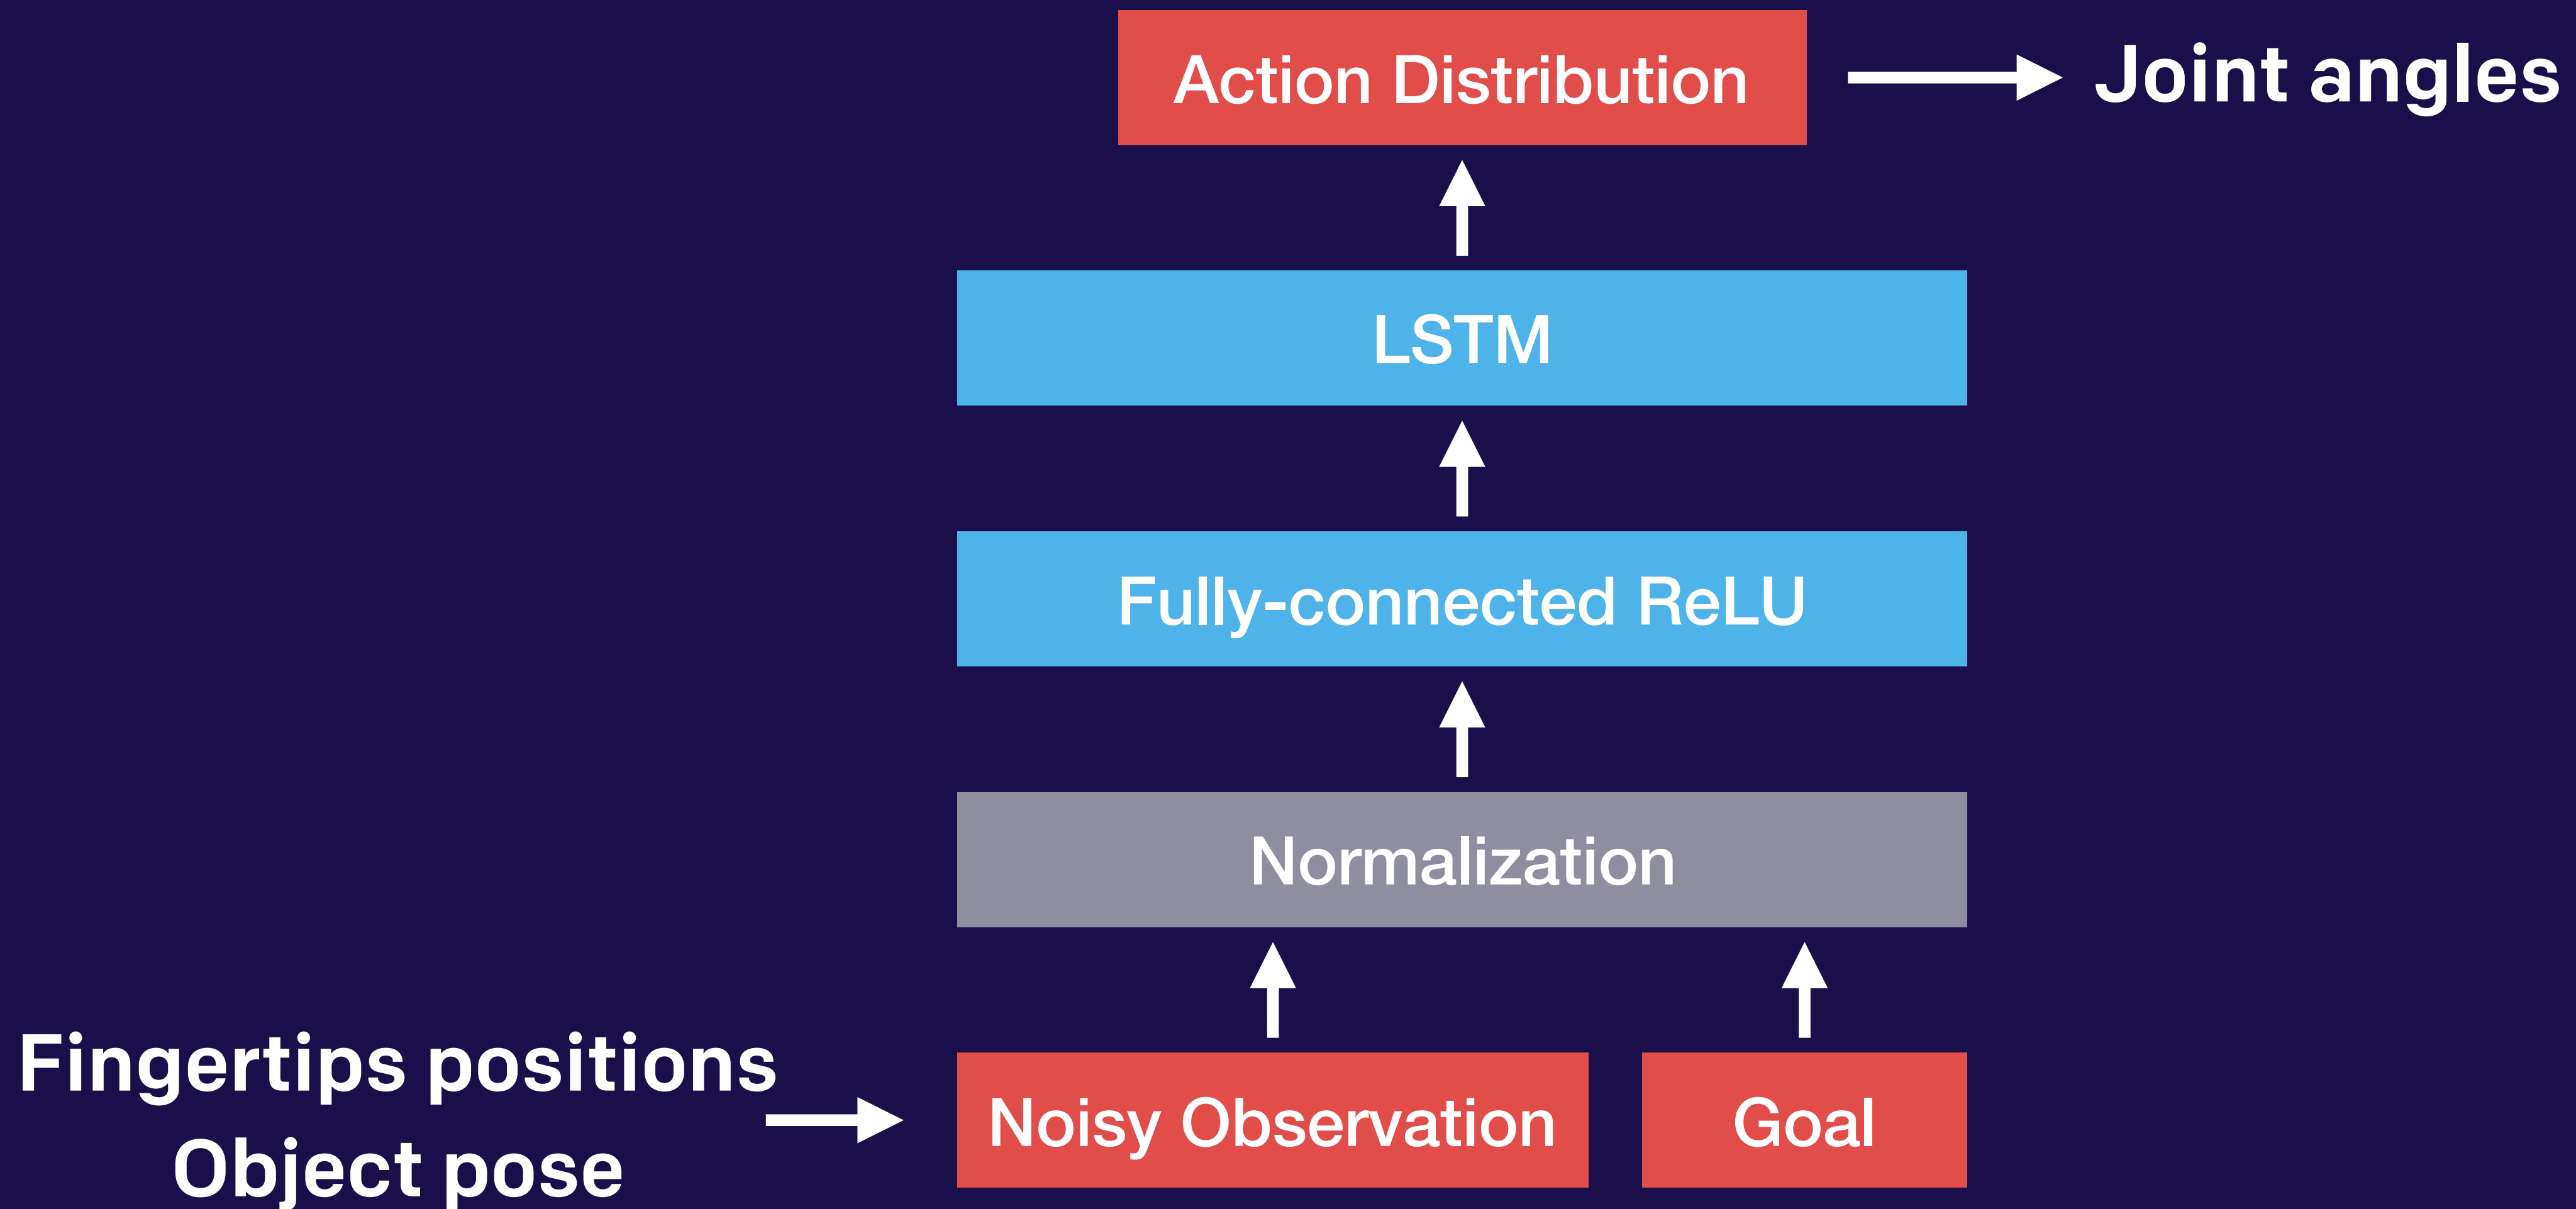 Action Distribution
Joint angles
LSTM
Fully-connected ReLU
Normalization
Fingertips positions
Object pose
Noisy Observation
Goal